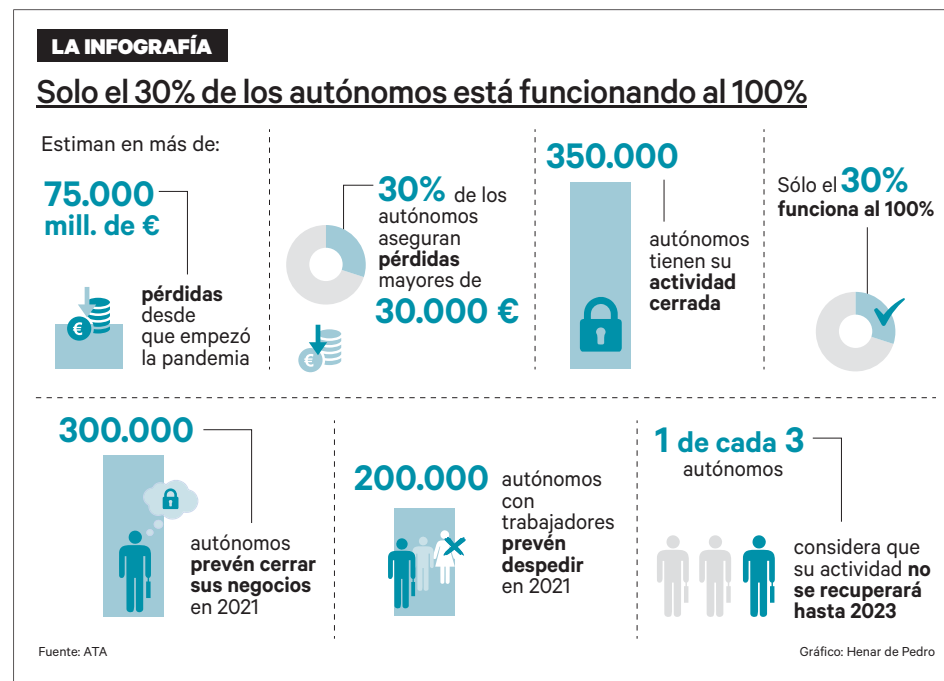 LA INFOGRAFÍA
Solo el 30% de los autónomos está funcionando al 100%
Estiman en más de:
75.000
mill. de €
€
pérdidas
desde
que empezó
la pandemia
30% de los
autónomos
aseguran
pérdidas
mayores de
30.000 €
€
350.000
autónomos
tienen su
actividad
cerrada
Sólo el 30%
funciona al 100%
300.000
autónomos
prevén cerrar
sus negocios
en 2021
200.000
autónomos
con
trabajadores
prevén
despedir
en 2021
1 de cada 3
autónomos
considera que
su actividad no
se recuperará
hasta 2023
Fuente: ATA
Gráfico: Henar de Pedro